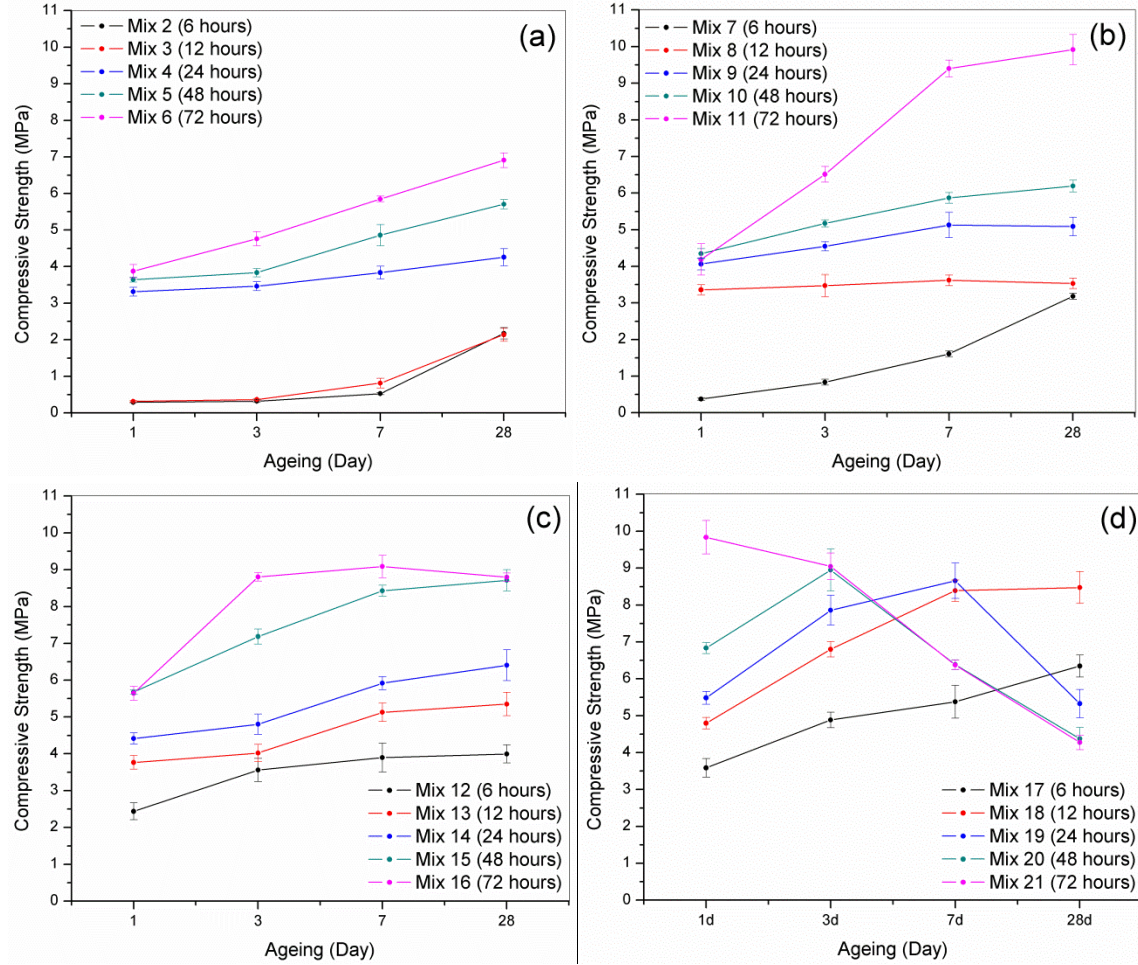 (a)
Mix 2 (6 hours)
Mix 3 (12 hours)
Mix 4 (24 hours)
Mix 5 (48 hours)
Mix 6 (72 hours)
Compressive Strength (MPa)
11
10
9
8
7
6
5
4
3
2
1
0
1 3 7 28
Ageing (Day)
(b)
Mix 7 (6 hours)
Mix 8 (12 hours)
Mix 9 (24 hours)
Mix 10 (48 hours)
Mix 11 (72 hours)
Compressive Strength (MPa)
11
10
9
8
7
6
5
4
3
2
1
0
1 3 7 28
Ageing (Day)
(c)
Compressive Strength (MPa)
11
10
9
8
7
6
5
4
3
2
1
0
Mix 12 (6 hours)
Mix 13 (12 hours)
Mix 14 (24 hours)
Mix 15 (48 hours)
Mix 16 (72 hours)
1 3 7 28
Ageing (Day)
(d)
Compressive Strength (MPa)
11
10
9
8
7
6
5
4
3
2
1
0
Mix 17 (6 hours)
Mix 18 (12 hours)
Mix 19 (24 hours)
Mix 20 (48 hours)
Mix 21 (72 hours)
1d 3d 7d 28d
Ageing (Day)